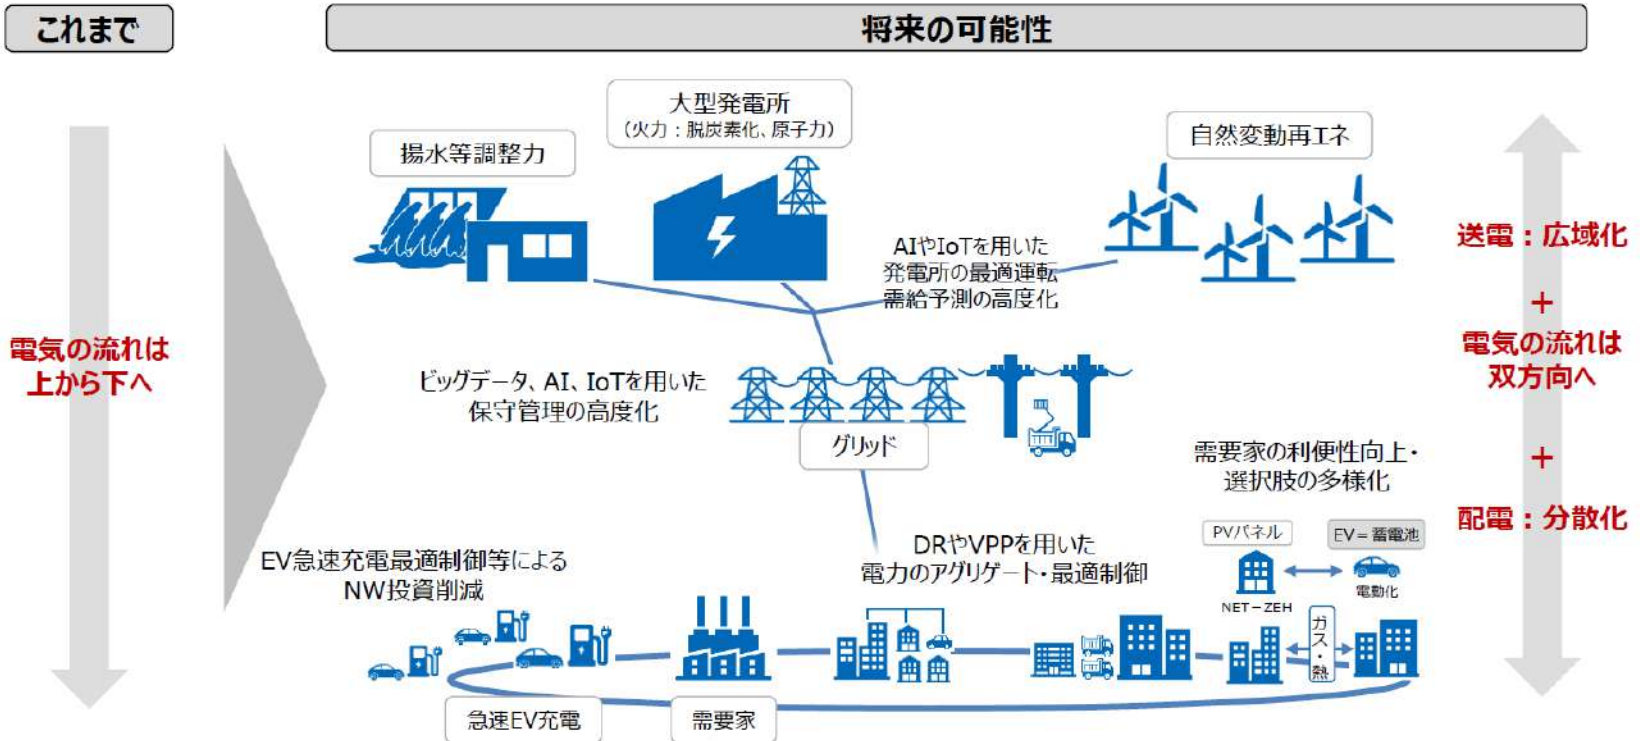 これまで
将来の可能性
電気の流れは
上から下へ
揚水等調整力
大型発電所
（火力：脱炭素化、原子力）
自然変動再エネ
AIやIoTを用いた
発電所の最適運転
需給予測の高度化
ビッグデータ、AI、IoTを用いた
保守管理の高度化
グリッド
需要家の利便性向上・
選択肢の多様化
DRやVPPを用いた
電力のアグリゲート・最適制御
EV急速充電最適制御等による
NW投資削減
PVパネル
EV＝蓄電池
NET－ZEH
電動化
ガス・熱
急速EV充電
需要家
送電：広域化
＋
電気の流れは
双方向へ
＋
配電：分散化